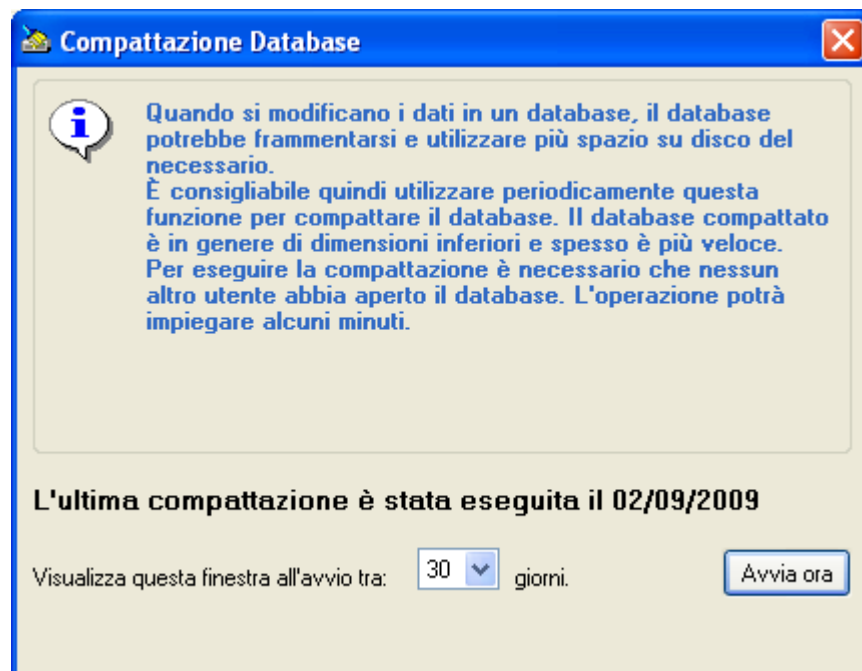 Compattazione Database
Quando si modificano i dati in un database, il database
potrebbe frammentarsi e utilizzare più spazio su disco del
necessario.
È consigliabile quindi utilizzare periodicamente questa
funzione per compattare il database. Il database compattato
è in genere di dimensioni inferiori e spesso è più veloce.
Per eseguire la compattazione è necessario che nessun
altro utente abbia aperto il database. L'operazione potrà
impiegare alcuni minuti.
L'ultima compattazione è stata eseguita il 02/09/2009
Visualizza questa finestra all'avvio tra: 30 giorni. Avvia ora